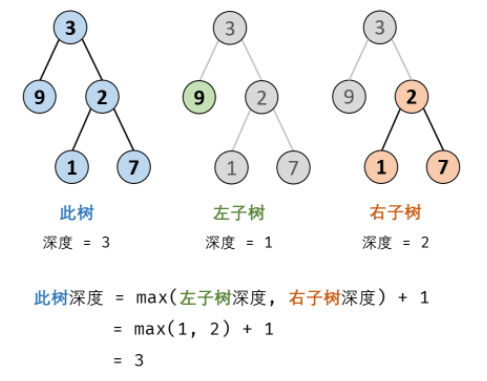 3 3 3
9 2 9 2 9 2
1 7 1 7 1 7
此树 左子树 右子树
深度 = 3 深度 = 1 深度 = 2
此树深度 = max(左子树深度, 右子树深度) + 1
= max(1, 2) + 1
= 3